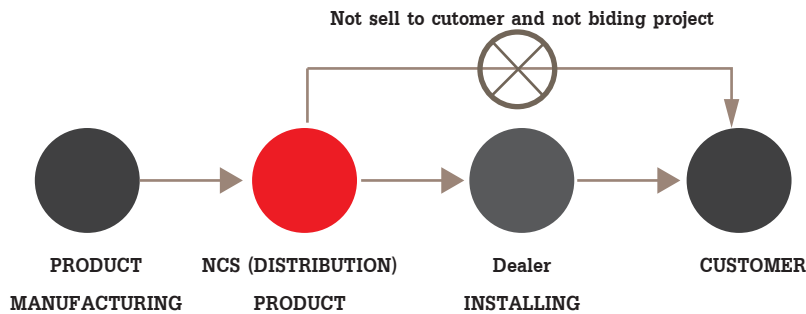 Not sell to cutomer and not biding project
PRODUCT
MANUFACTURING
NCS (DISTRIBUTION)
PRODUCT
Dealer
INSTALLING
CUSTOMER